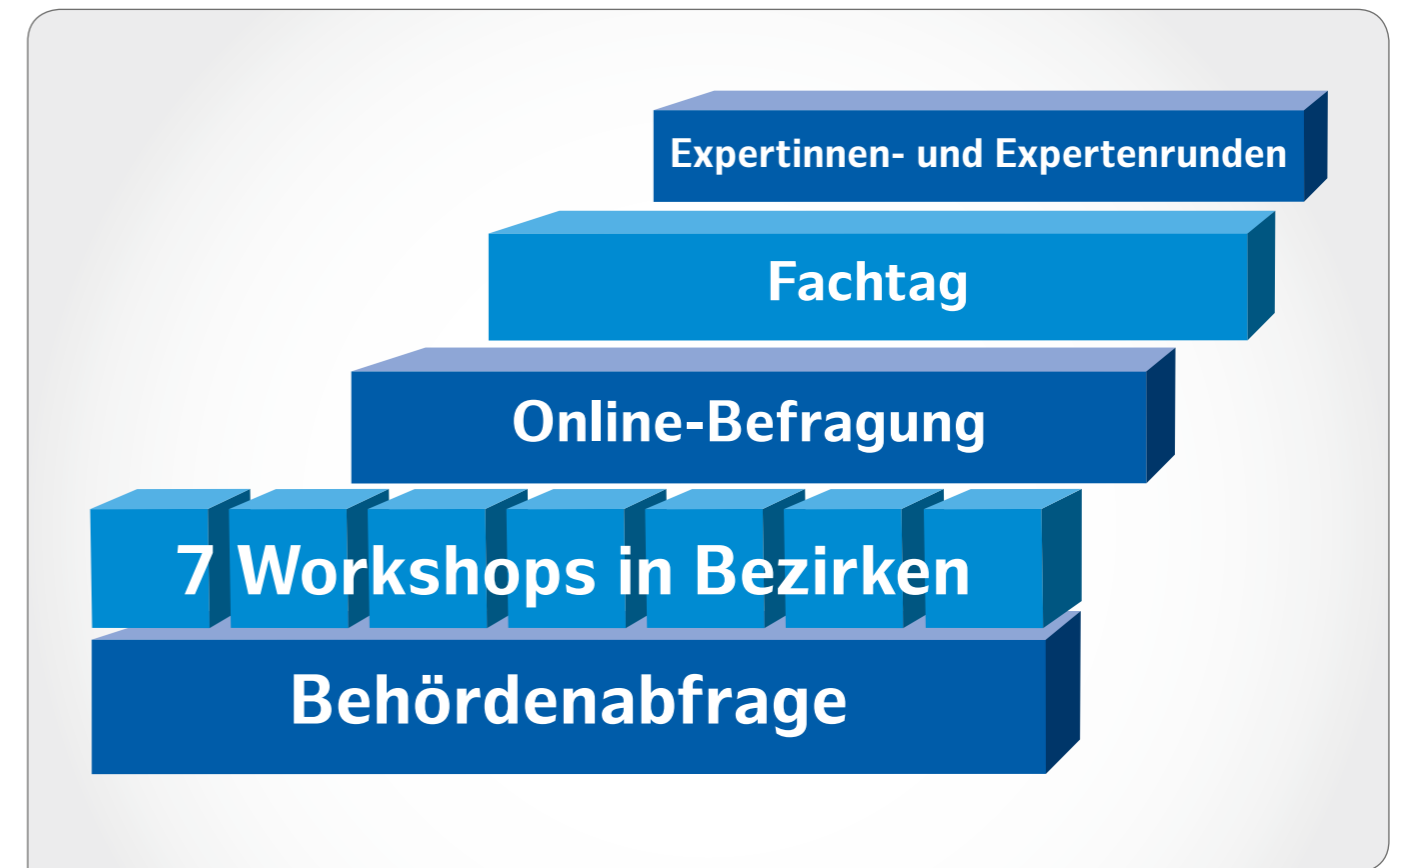 Expertinnen- und Expertenrunden
Fachtag
Online-Befragung
7 Workshops in Bezirken
Behördenabfrage